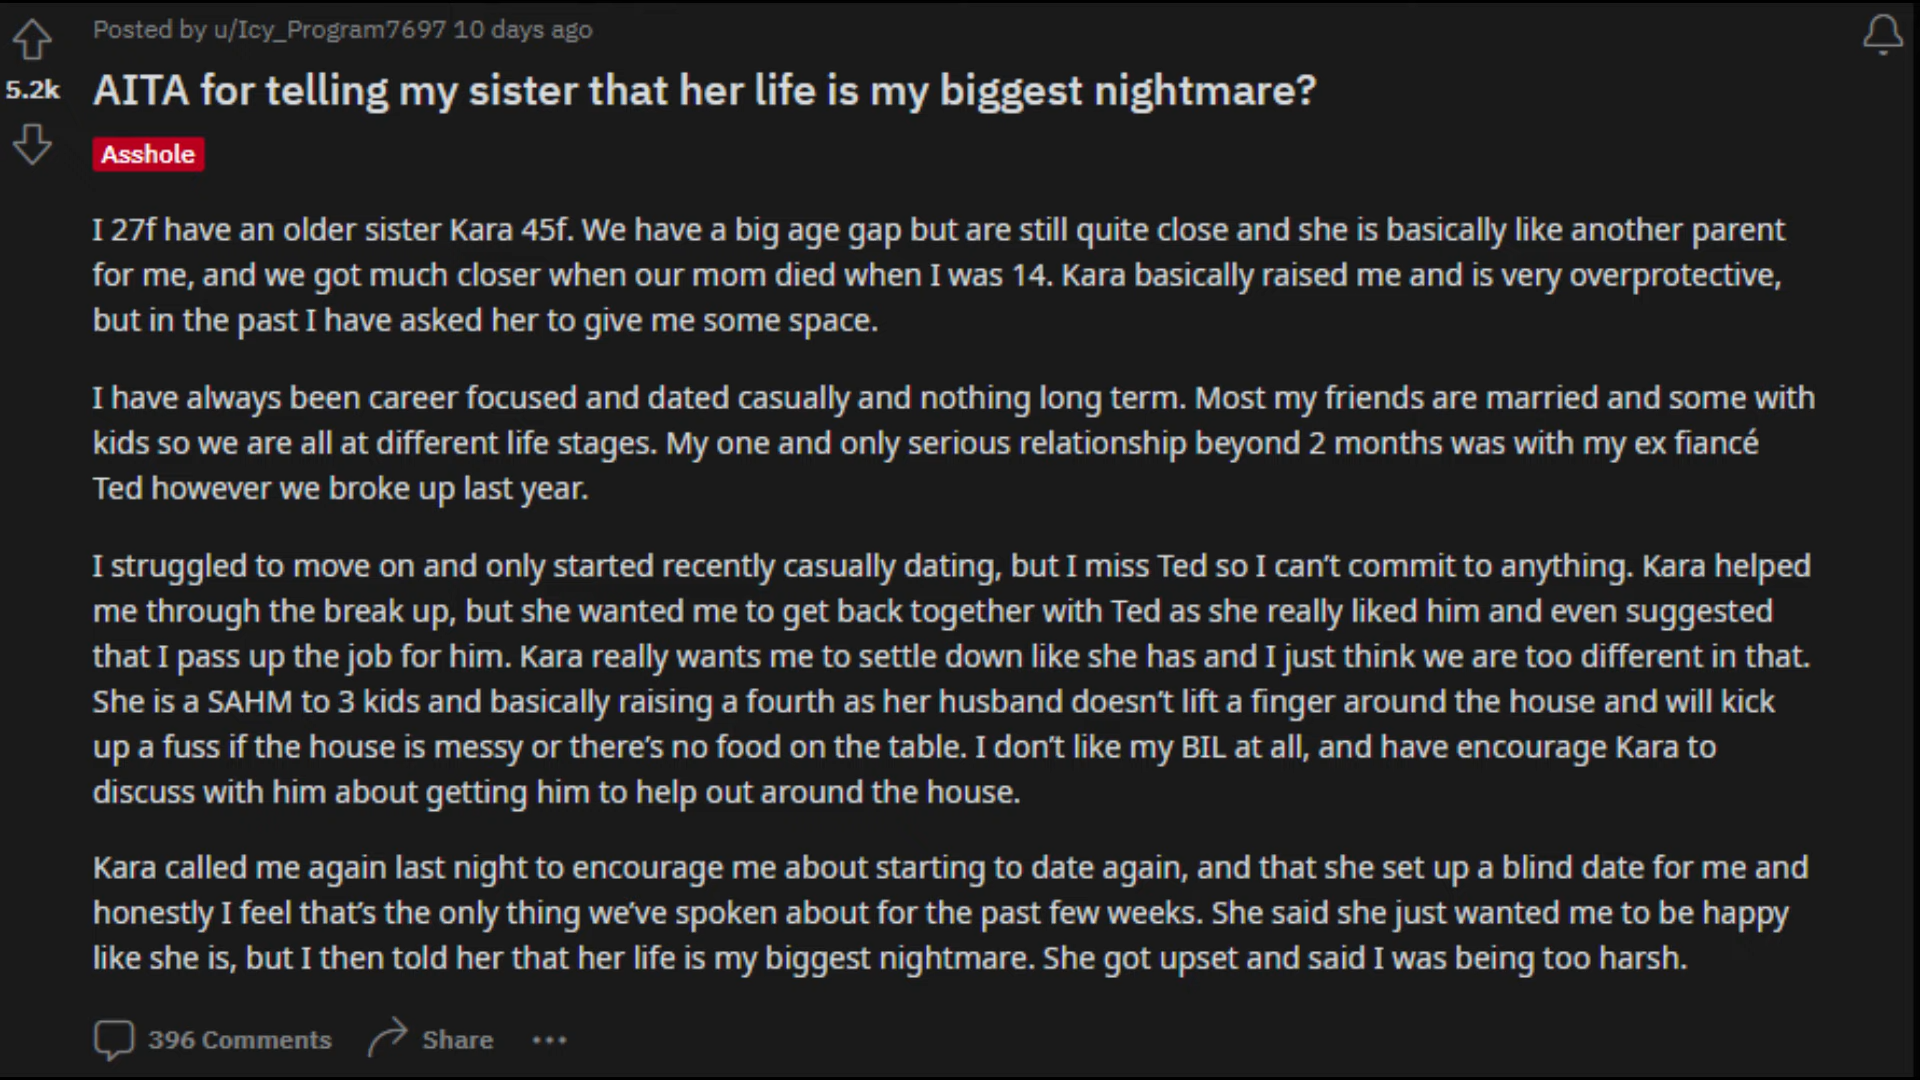 Posted by u/Icy_Program7697 10 days ago
5.2k
AITA for telling my sister that her life is my biggest nightmare?
Asshole
I 27f have an older sister Kara 45f. We have a big age gap but are still quite close and she is basically like another parent
for me, and we got much closer when our mom died when I was 14. Kara basically raised me and is very overprotective,
but in the past I have asked her to give me some space.
I have always been career focused and dated casually and nothing long term. Most my friends are married and some with
kids so we are all at different life stages. My one and only serious relationship beyond 2 months was with my ex fiancé
Ted however we broke up last year.
I struggled to move on and only started recently casually dating, but I miss Ted so I can’t commit to anything. Kara helped
me through the break up, but she wanted me to get back together with Ted as she really liked him and even suggested
that I pass up the job for him. Kara really wants me to settle down like she has and I just think we are too different in that.
She is a SAHM to 3 kids and basically raising a fourth as her husband doesn’t lift a finger around the house and will kick
up a fuss if the house is messy or there’s no food on the table. I don’t like my BIL at all, and have encourage Kara to
discuss with him about getting him to help out around the house.
Kara called me again last night to encourage me about starting to date again, and that she set up a blind date for me and
honestly I feel that’s the only thing we’ve spoken about for the past few weeks. She said she just wanted me to be happy
like she is, but I then told her that her life is my biggest nightmare. She got upset and said I was being too harsh.
396 Comments Share ...